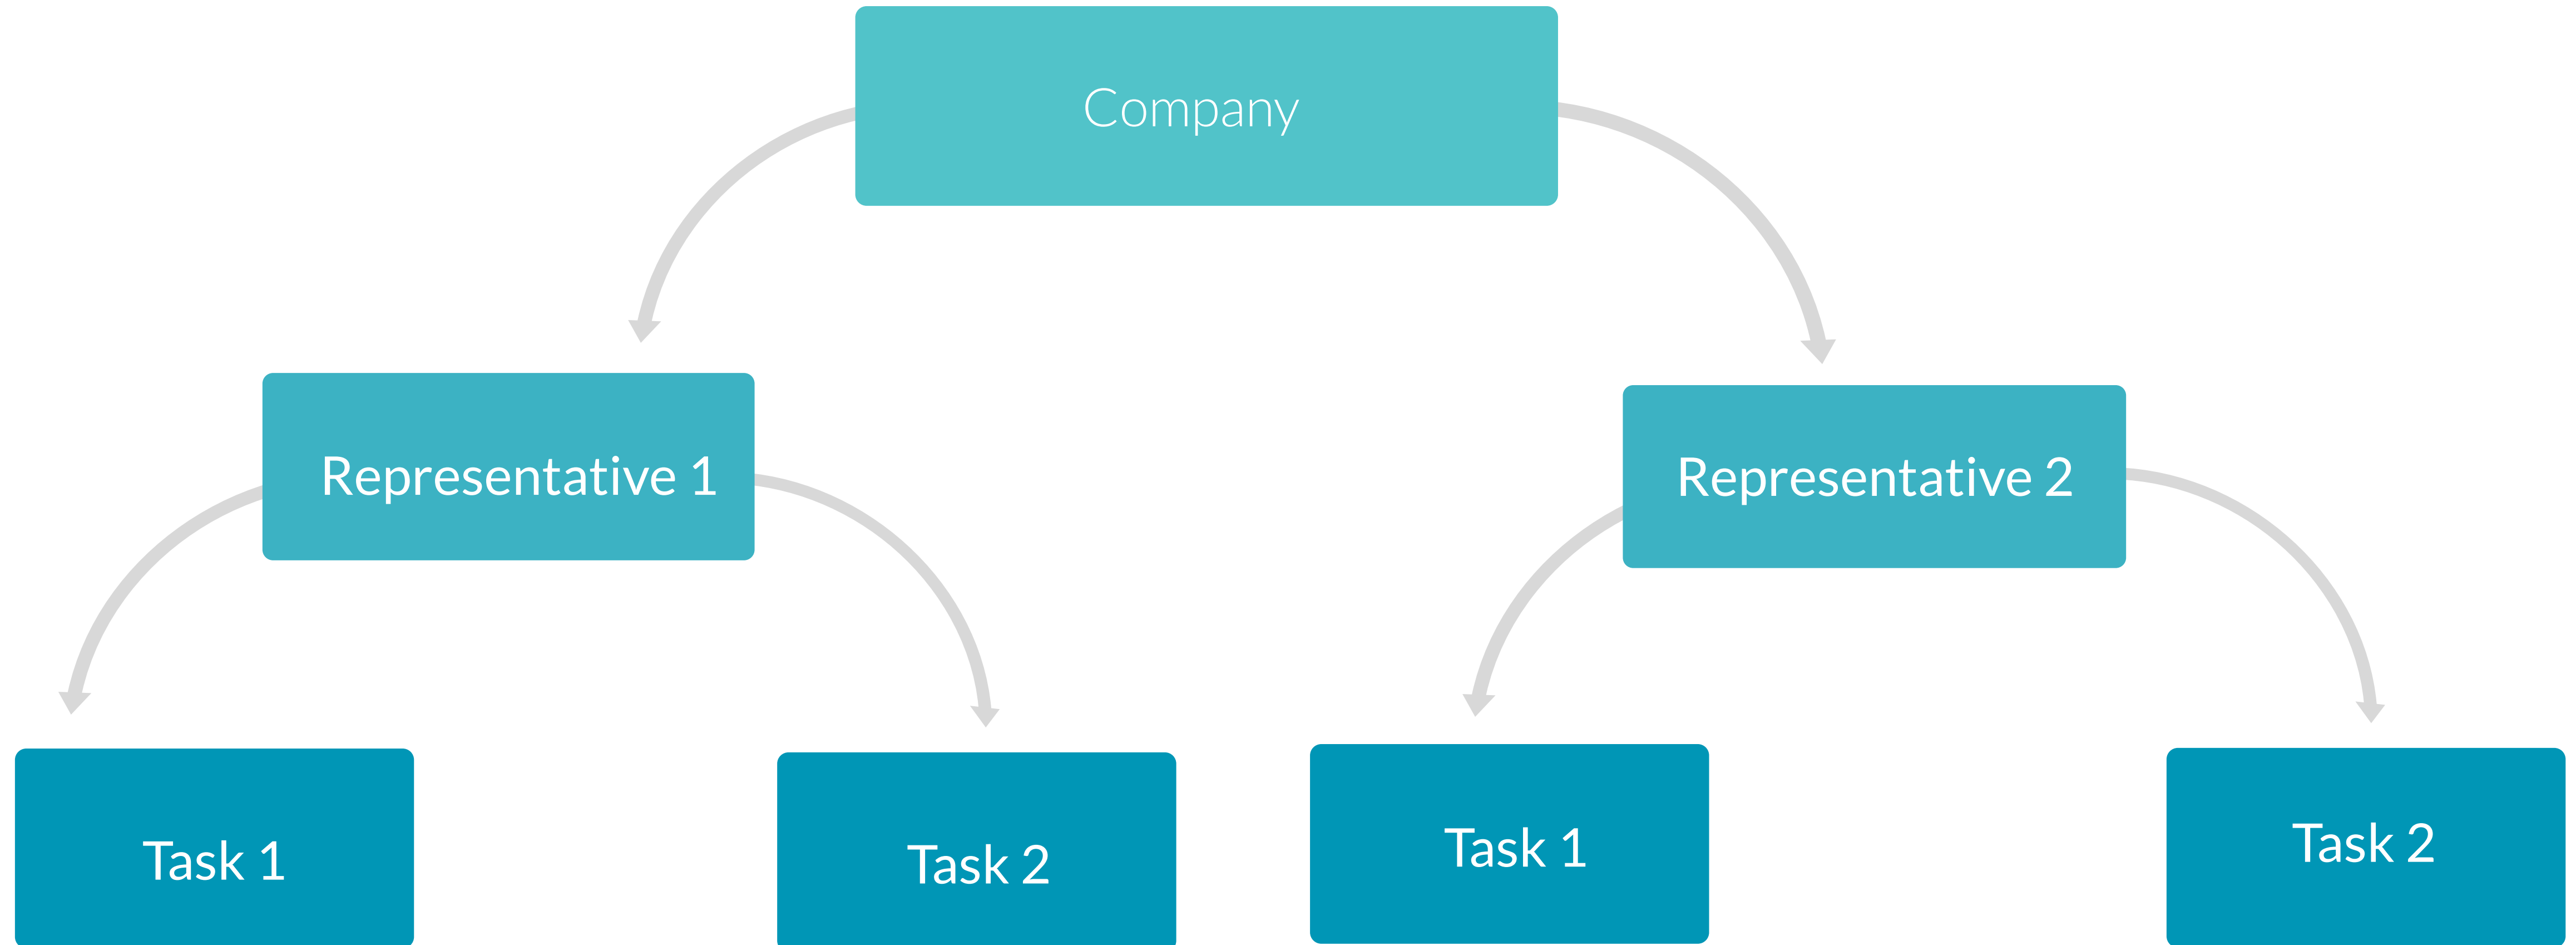 Company
Representative 1
Representative 2
Task 1
Task 2
Task 1
Task 2